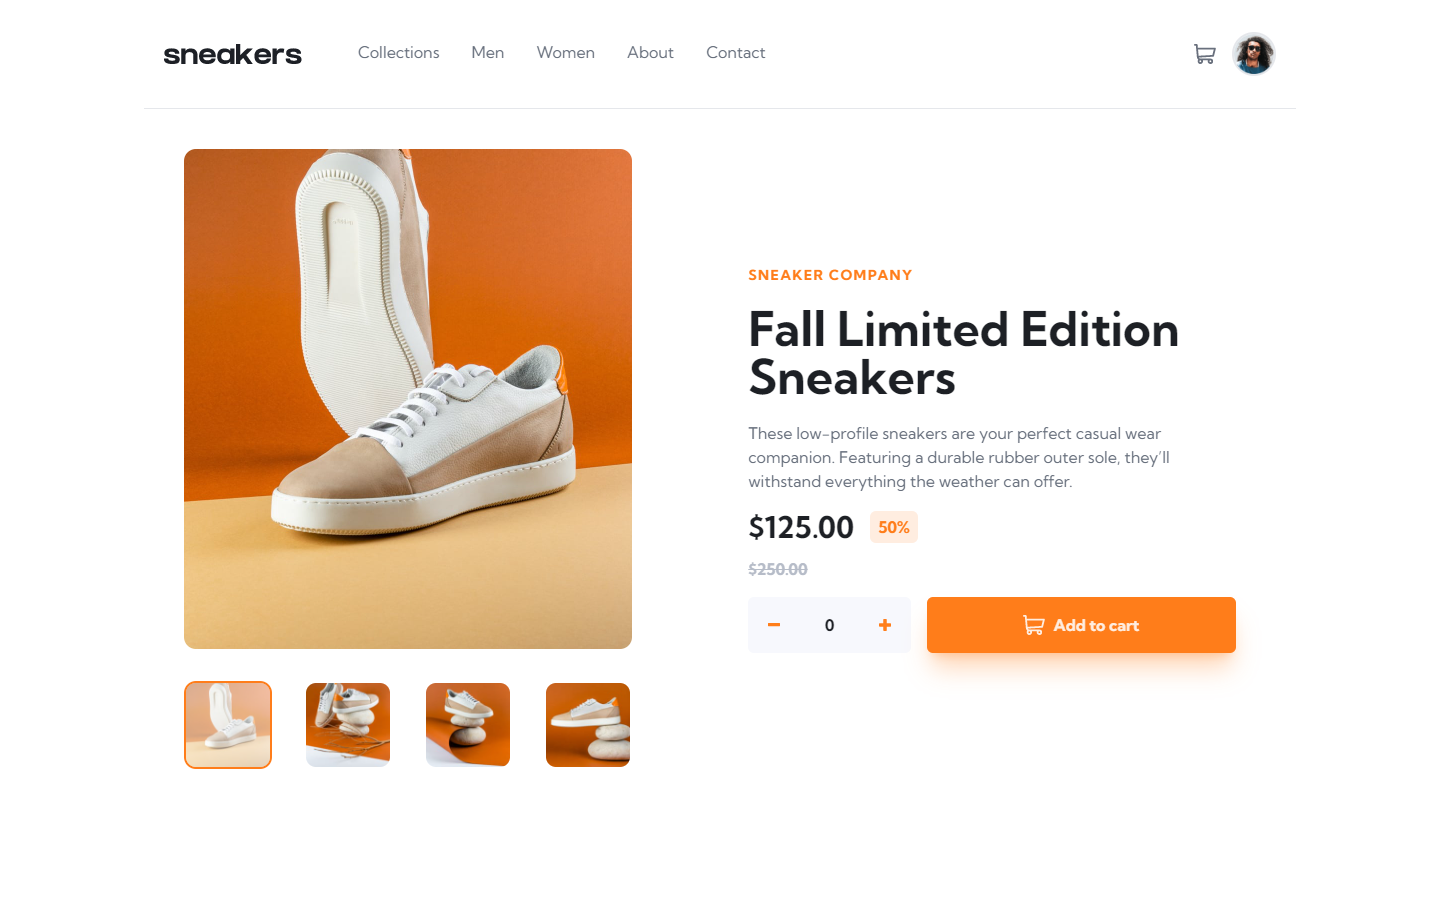 sneakers
Collections Men Women About Contact
SNEAKER COMPANY
Fall Limited Edition
Sneakers
These low-profile sneakers are your perfect casual wear
companion. Featuring a durable rubber outer sole, they’ll
withstand everything the weather can offer.
$125.00 50%
$250.00
0 Add to cart